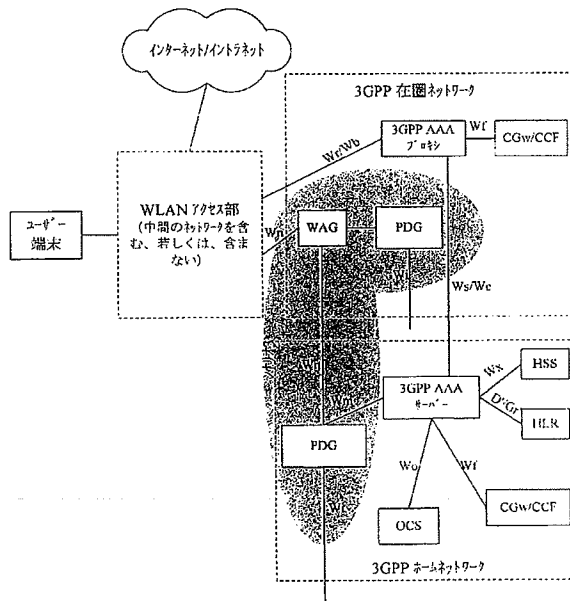 インターネット/イントラネット
3GPP 在圏ネットワーク
3GPP AAA
プロキシ
Wf
CGw/CCF
Wr/Wb
WLAN アクセス部
(中間のネットワークを含
む、若しくは、含ま
ない)
ユーザー
端末
Wn
WAG
PDG
Ws/Wc
3GPP AAA
サーバー
Wx
HSS
D'/Gr'
HLR
Wm
PDG
Wo
Wf
OCS
CGw/CCF
3GPP ホームネットワーク